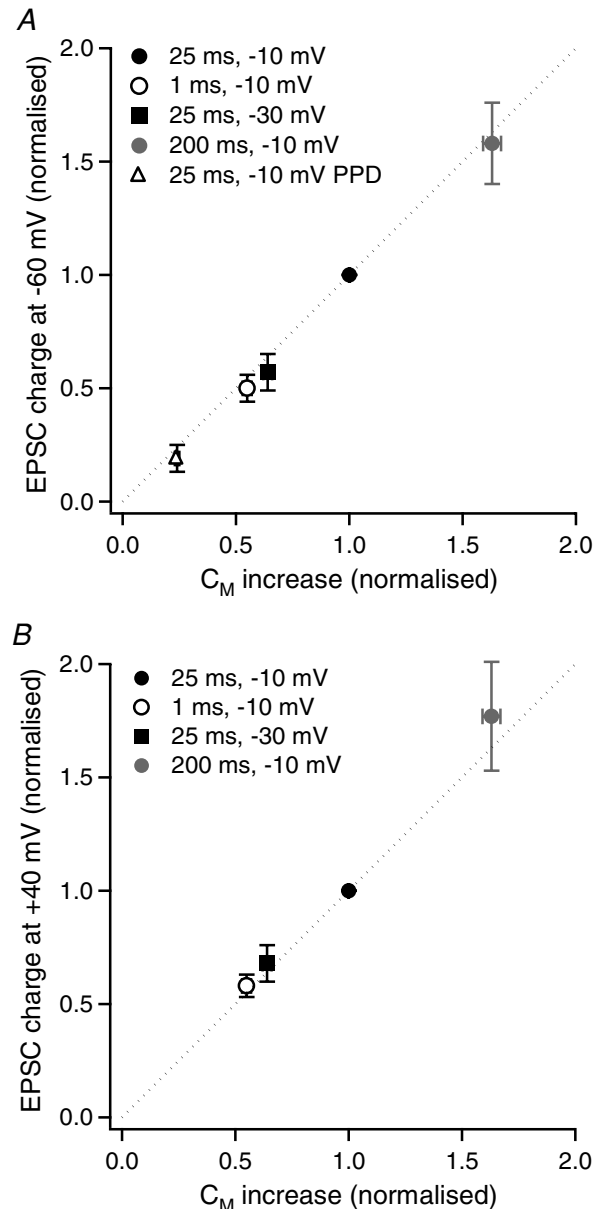 A
2.0
1.5
1.0
0.5
0.0
EPSC charge at -60 mV (normalised)
25 ms, -10 mV
1 ms, -10 mV
25 ms, -30 mV
200 ms, -10 mV
25 ms, -10 mV PPD
0.0 0.5 1.0 1.5 2.0
C_M increase (normalised)
B
2.0
1.5
1.0
0.5
0.0
EPSC charge at +40 mV (normalised)
25 ms, -10 mV
1 ms, -10 mV
25 ms, -30 mV
200 ms, -10 mV
0.0 0.5 1.0 1.5 2.0
C_M increase (normalised)